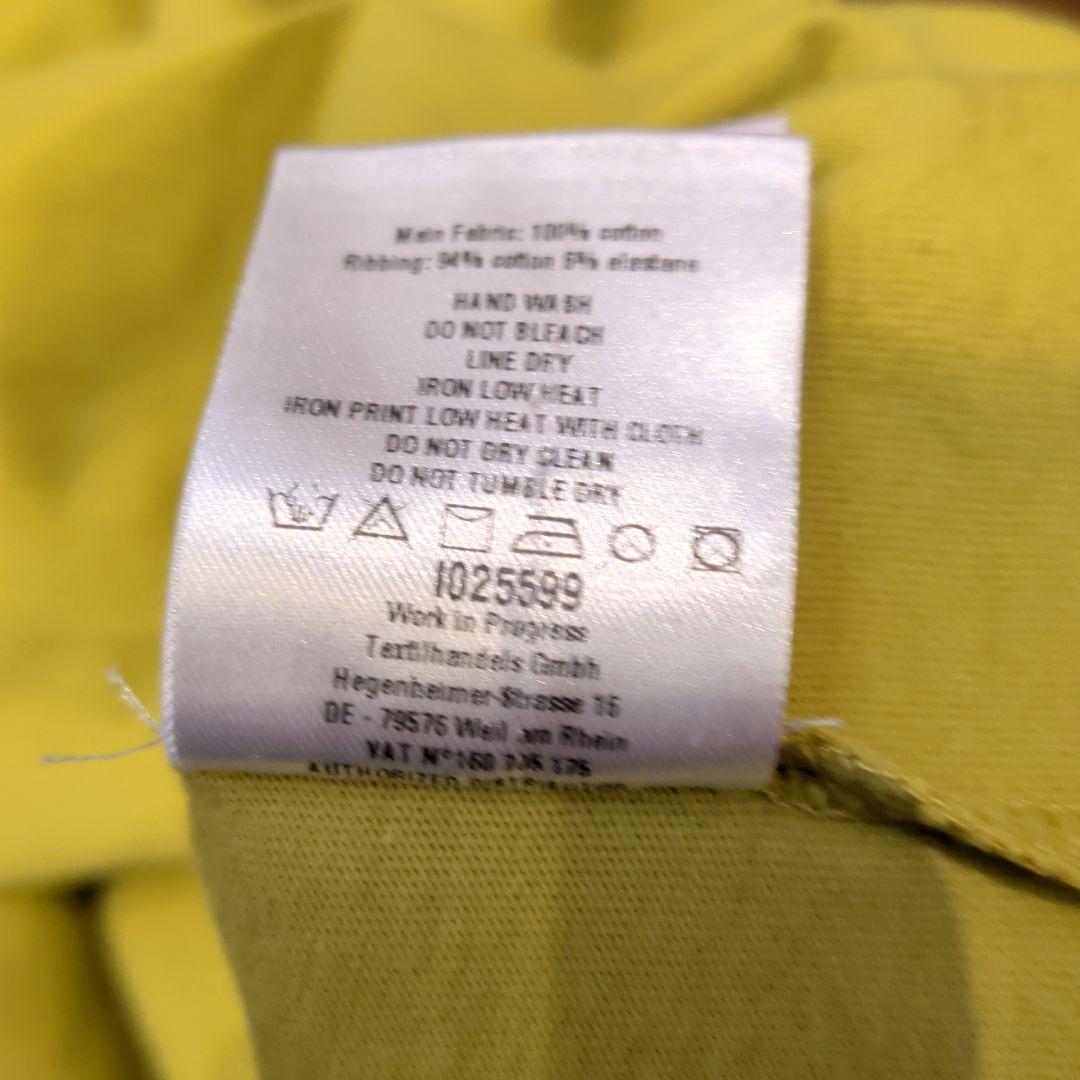 Main Fabric: 100% cotton
Ribbing: 94% cotton 6% elastane
HAND WASH
DO NOT BLEACH
LINE DRY
IRON LOW HEAT
IRON PRINT LOW HEAT WITH CLOTH
DO NOT DRY CLEAN
DO NOT TUMBLE DRY
I025599
Work in Progress
Textilhandels Gmbh
Hegenheimer-Strasse 16
DE - 79576 Weil am Rhein
VAT N°
AUTHORIZED